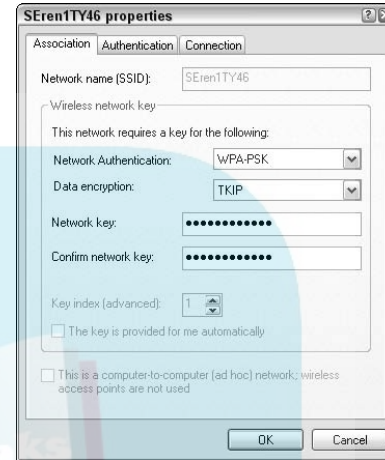 SEren1TY46 properties
Association Authentication Connection
Network name (SSID): SEren1TY46
Wireless network key
This network requires a key for the following:
Network Authentication: WPA-PSK
Data encryption: TKIP
Network key: ••••••••••••
Confirm network key: ••••••••••••
Key index (advanced): 1
The key is provided for me automatically
This is a computer-to-computer (ad hoc) network; wireless
access points are not used
OK Cancel